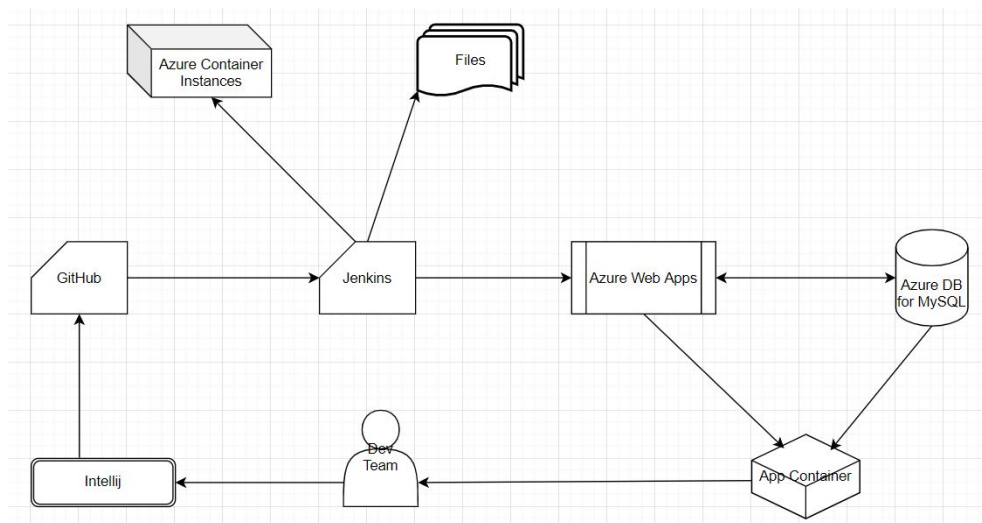 Azure Container
Instances
Files
GitHub
Jenkins
Azure Web Apps
Azure DB
for MySQL
Intellij
Dev
Team
App Container